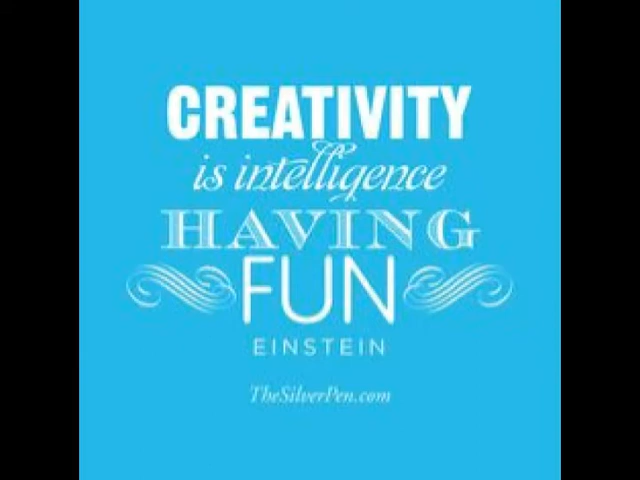 CREATIVITY
is intelligence
HAVING
FUN
EINSTEIN
TheSilverPen.com